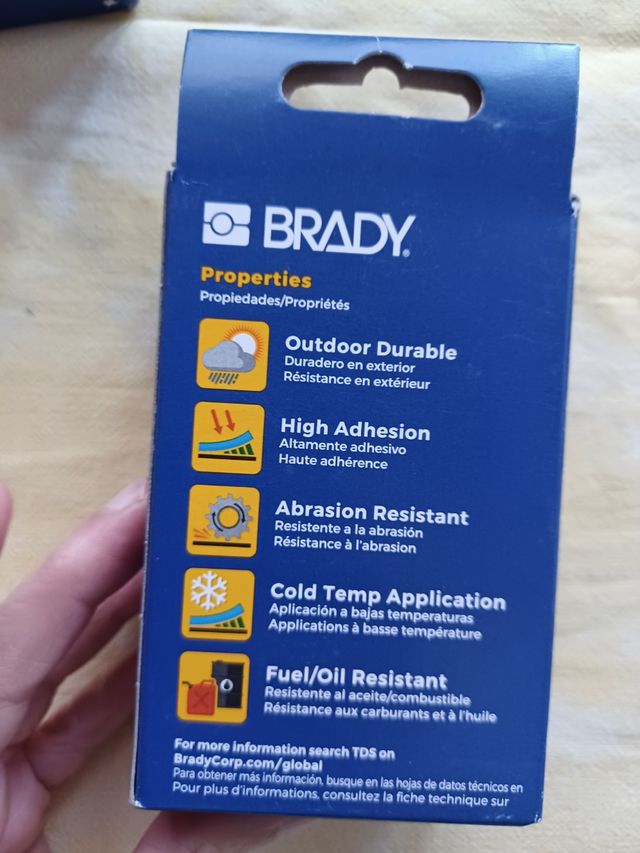 BRADY®
Properties
Propiedades/Propriétés
Outdoor Durable
Duradero en exterior
Résistance en extérieur
High Adhesion
Altamente adhesivo
Haute adhérence
Abrasion Resistant
Resistente a la abrasión
Résistance à l'abrasion
Cold Temp Application
Aplicación a bajas temperaturas
Applications à basse température
Fuel/Oil Resistant
Resistente al aceite/combustible
Résistance aux carburants et à l'huile
For more information search TDS on
BradyCorp.com/global
Para obtener más información, busque en las hojas de datos técnicos en
Pour plus d'informations, consultez la fiche technique sur